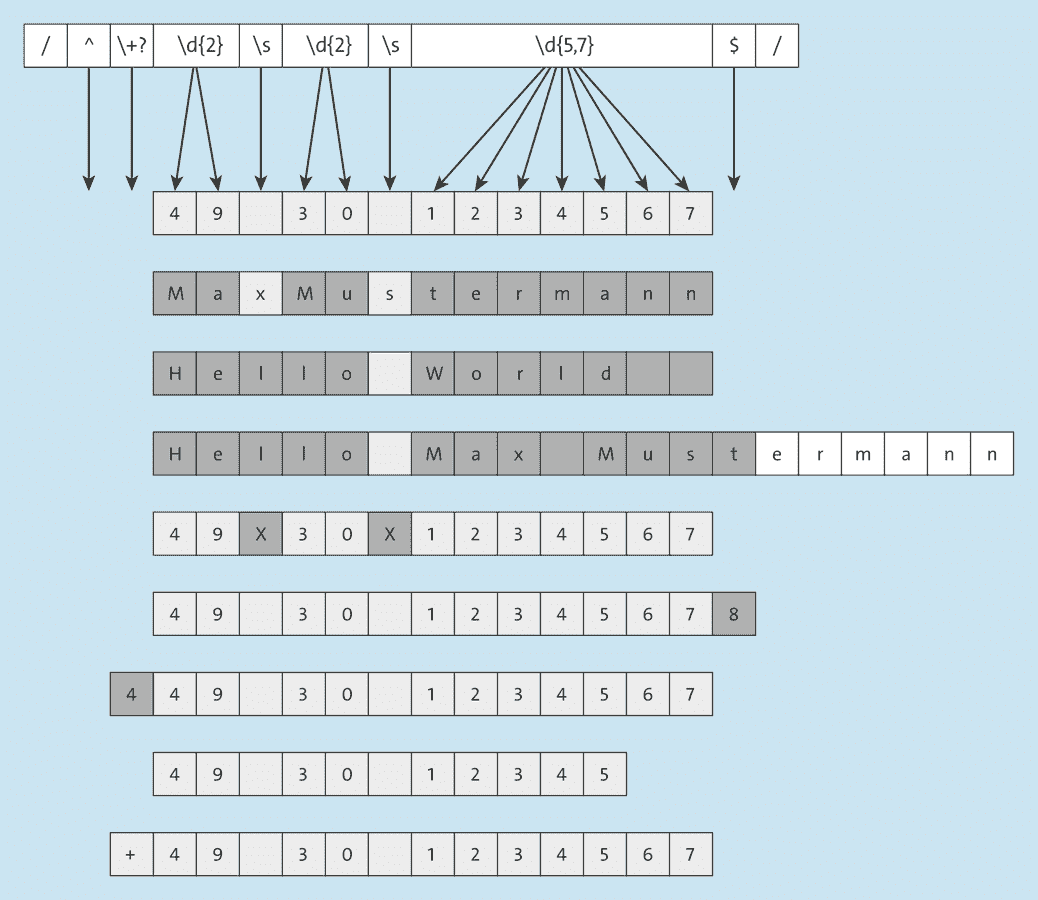 / ^ \+? \d{2} \s \d{2} \s \d{5,7} $ /
4 9 3 0 1 2 3 4 5 6 7
M a x M u s t e r m a n n
H e l l o W o r l d
H e l l o M a x M u s t e r m a n n
4 9 X 3 0 X 1 2 3 4 5 6 7
4 9 3 0 1 2 3 4 5 6 7 8
4 4 9 3 0 1 2 3 4 5 6 7
4 9 3 0 1 2 3 4 5
+ 4 9 3 0 1 2 3 4 5 6 7